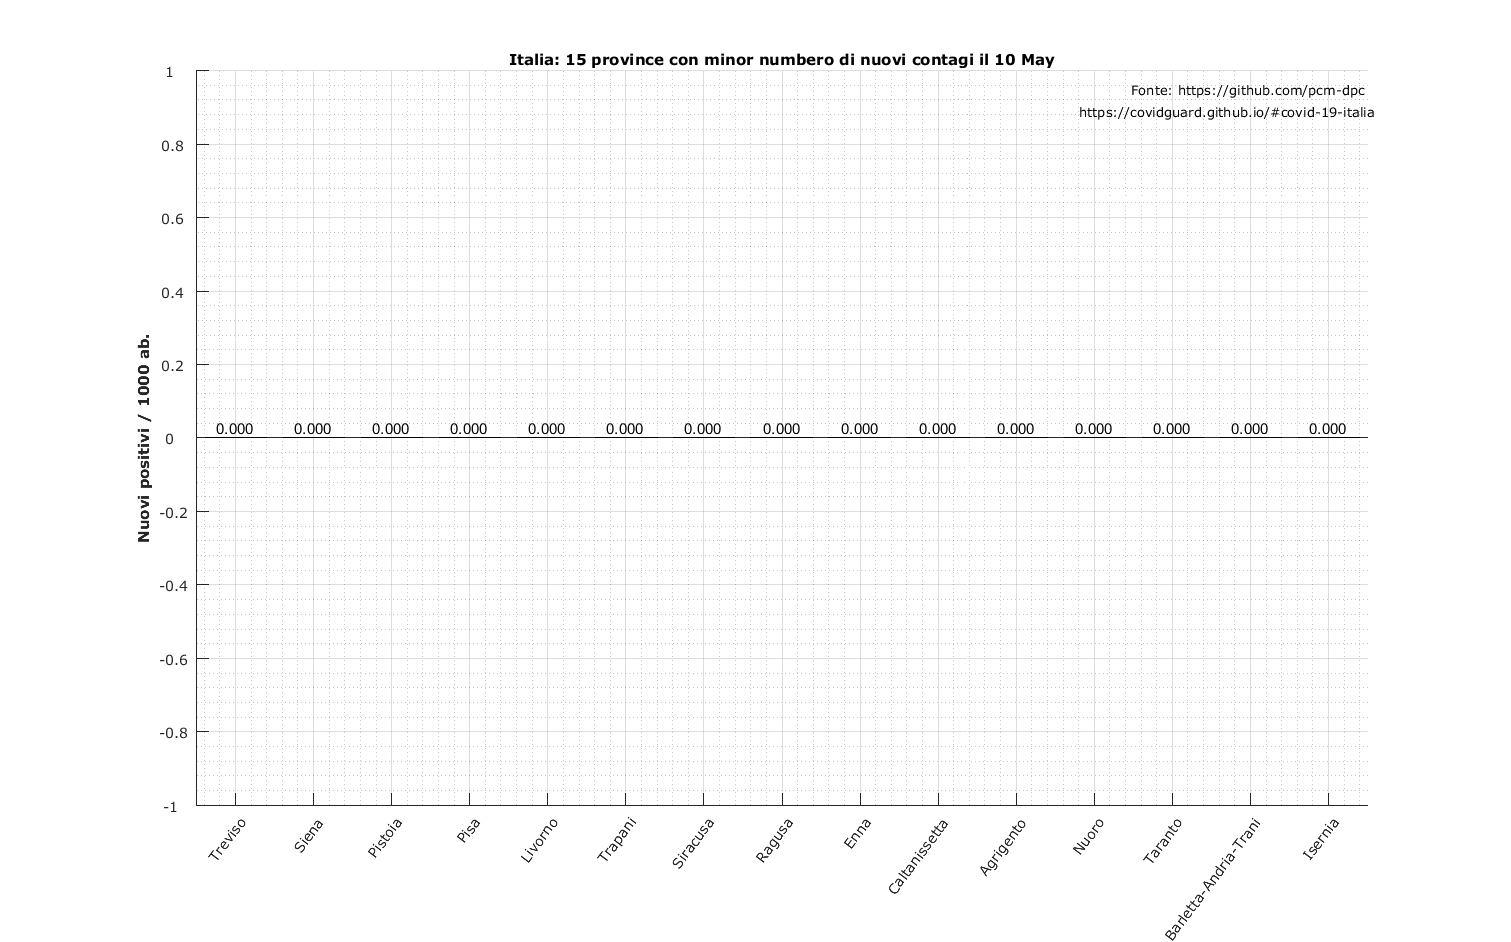 Italia: 15 province con minor numbero di nuovi contagi il 10 May
Fonte: https://github.com/pcm-dpc
https://covidguard.github.io/#covid-19-italia
Nuovi positivi / 1000 ab.
1
0.8
0.6
0.4
0.2
0
-0.2
-0.4
-0.6
-0.8
-1
0.000 0.000 0.000 0.000 0.000 0.000 0.000 0.000 0.000 0.000 0.000 0.000 0.000 0.000 0.000
Treviso
Siena
Pistoia
Pisa
Livorno
Trapani
Siracusa
Ragusa
Enna
Caltanissetta
Agrigento
Nuoro
Taranto
Barletta-Andria-Trani
Isernia